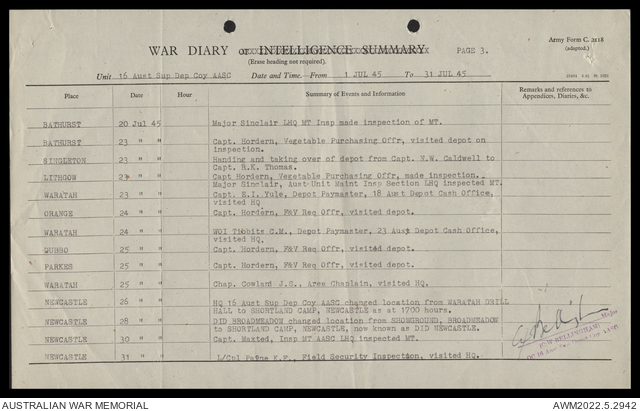 Army Form C. 2118
(adapted.)
WAR DIARY or INTELLIGENCE SUMMARY PAGE 3.
(Erase heading not required).
Unit 16 Aust Sup Dep Coy AASC Date and Time.—From 1 JUL 45 To 31 JUL 45
Place Date Hour Summary of Events and Information Remarks and references to
Appendices, Diaries, &c.
BATHURST 20 Jul 45 Major Sinclair LHQ MT Insp made inspection of MT.
BATHURST 23 " " Capt. Hordern, Vegetable Purchasing Offr, visited depot on
inspection.
SINGLETON 23 " " Handing and taking over of depot from Capt. W.W. Caldwell to
Capt. R.K. Thomas.
LITHGOW 23 " " Capt Hordern, Vegetable Purchasing Offr, made inspection.
Major Sinclair, Aust Unit Maint Insp Section LHQ inspected MT.
WARATAH 23 " " Capt. E.I. Yule, Depot Paymaster, 18 Aust Depot Cash Office,
visited HQ
ORANGE 24 " " Capt. Hordern, F&V Req Offr, visited depot.
WARATAH 24 " " WOI Tibbits C.M., Depot Paymaster, 23 Aust Depot Cash Office,
visited HQ.
DUBBO 25 " " Capt. Hordern, F&V Req Offr, visited depot.
PARKES 25 " " Capt. Hordern, F&V Req Offr, visited depot.
WARATAH 25 " " Chap. Cowland J.S., Area Chaplain, visited HQ.
NEWCASTLE 26 " " HQ 16 Aust Sup Dep Coy AASC changed location from WARATAH DRILL
HALL to SHORTLAND CAMP, NEWCASTLE as at 1700 hours.
NEWCASTLE 28 " " DID BROADMEADOW changed location from SHOWGROUND, BROADMEADOW
to SHORTLAND CAMP, NEWCASTLE, now known as DID NEWCASTLE.
NEWCASTLE 30 " " Capt. Maxted, Insp MT AASC LHQ inspected MT.
NEWCASTLE 31 " " L/Cpl Payne K.F., Field Security Inspection, visited HQ.
Major
BELLINGHAM)
AUSTRALIAN WAR MEMORIAL AWM2022.5.2942